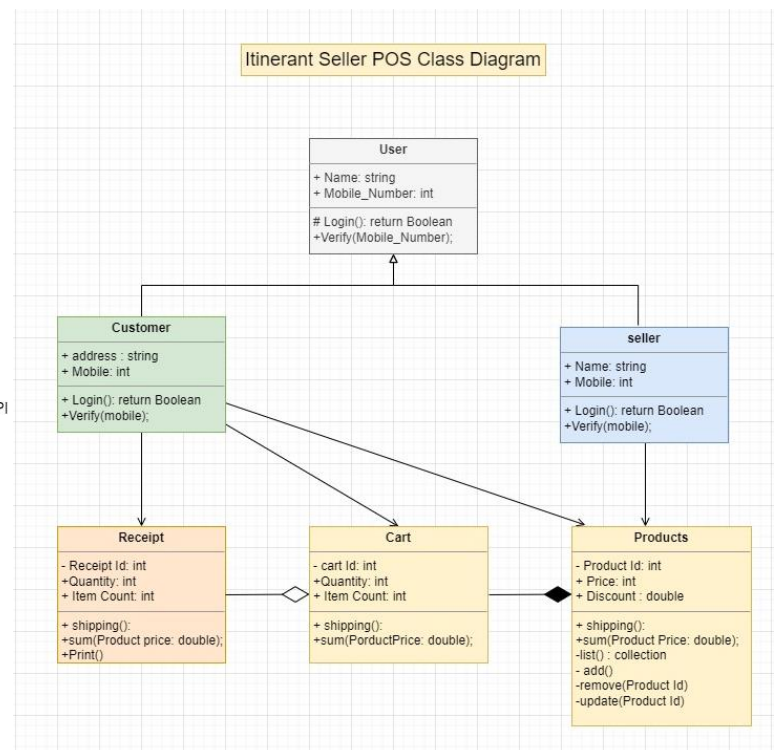 Itinerant Seller POS Class Diagram
User
+ Name: string
+ Mobile_Number: int
# Login(): return Boolean
+Verify(Mobile_Number);
Customer
+ address : string
+ Mobile: int
+ Login(): return Boolean
+Verify(mobile);
seller
+ Name: string
+ Mobile: int
+ Login(): return Boolean
+Verify(mobile);
Receipt
- Receipt Id: int
+Quantity: int
+ Item Count: int
+ shipping():
+sum(Product price: double);
+Print()
Cart
- cart Id: int
+Quantity: int
+ Item Count: int
+ shipping():
+sum(PorductPrice: double);
Products
- Product Id: int
+ Price: int
+ Discount : double
+ shipping():
+sum(Product Price: double);
-list() : collection
- add()
-remove(Product Id)
-update(Product Id)